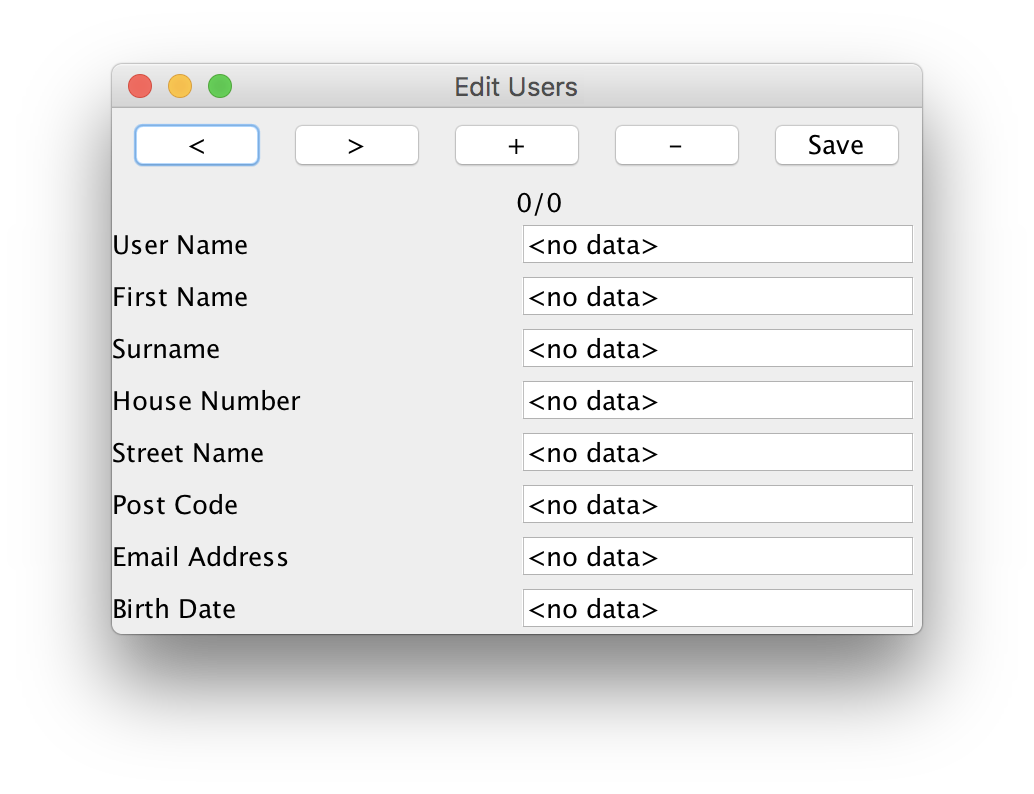 Edit Users
< > + – Save
0/0
User Name <no data>
First Name <no data>
Surname <no data>
House Number <no data>
Street Name <no data>
Post Code <no data>
Email Address <no data>
Birth Date <no data>